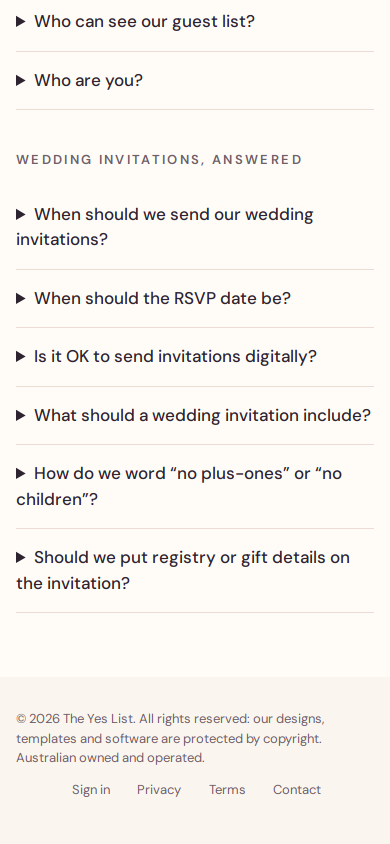 Who can see our guest list?
Who are you?
WEDDING INVITATIONS, ANSWERED
When should we send our wedding
invitations?
When should the RSVP date be?
Is it OK to send invitations digitally?
What should a wedding invitation include?
How do we word “no plus-ones” or “no
children”?
Should we put registry or gift details on
the invitation?
© 2026 The Yes List. All rights reserved: our designs,
templates and software are protected by copyright.
Australian owned and operated.
Sign in Privacy Terms Contact